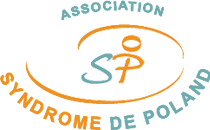 ASSOCIATION
SP
SYNDROME DE POLAND